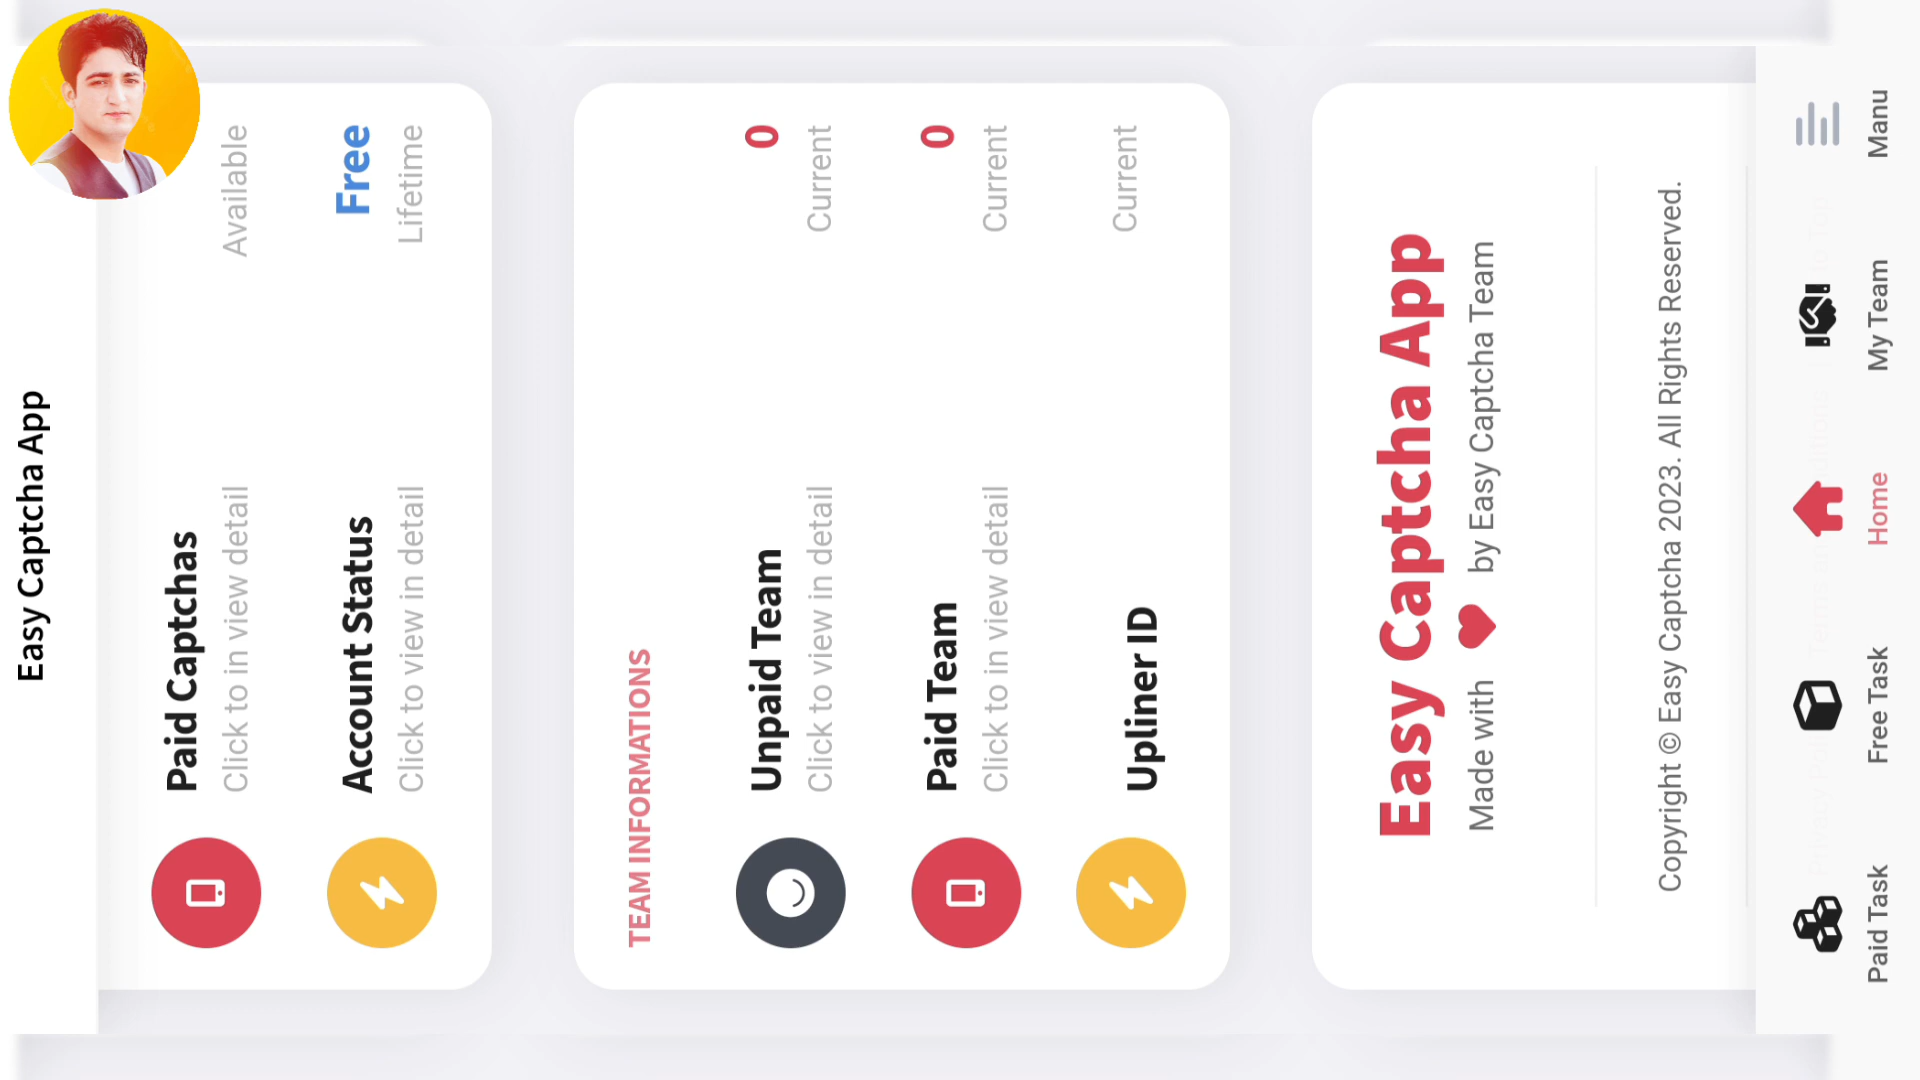 Easy Captcha App
Paid Captchas
Click to in view detail
Available
Account Status
Click to view in detail
Free
Lifetime
TEAM INFORMATIONS
Unpaid Team
Click to view in detail
0
Current
Paid Team
Click to in view detail
0
Current
Upliner ID
Current
Easy Captcha App
Made with by Easy Captcha Team
Copyright © Easy Captcha 2023. All Rights Reserved.
Paid Task
Free Task
Home
My Team
Manu